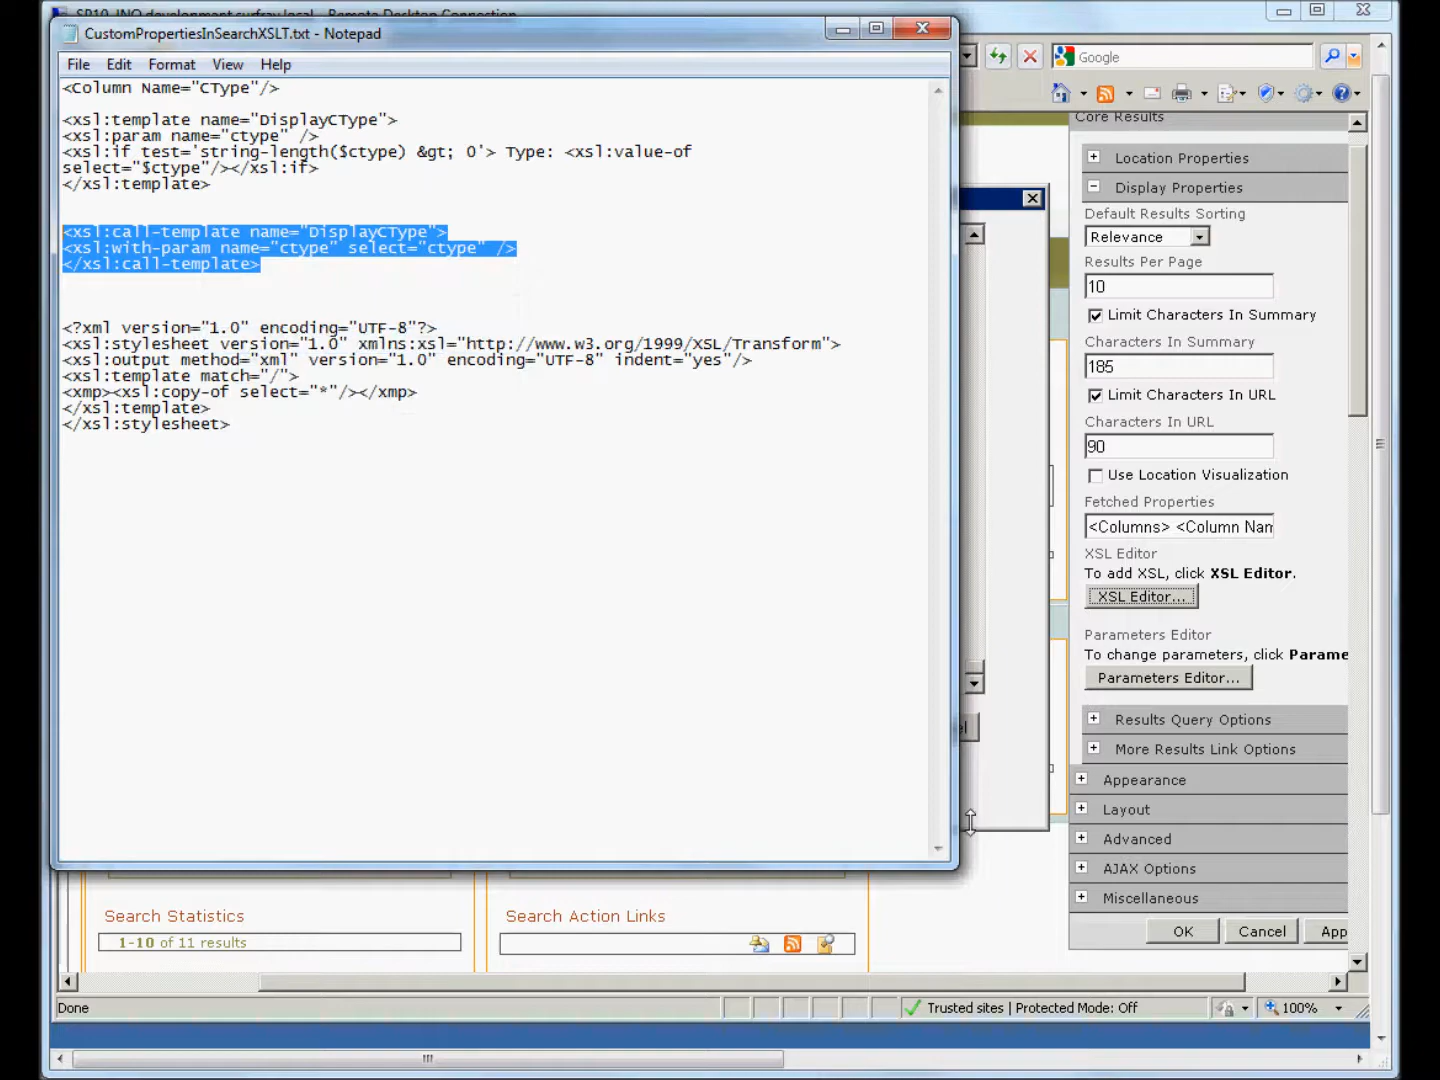 SP10_INO.development.surfray.local - Remote Desktop Connection
CustomPropertiesInSearchXSLT.txt - Notepad
File Edit Format View Help
<Column Name="CType"/>
<xsl:template name="DisplayCType">
<xsl:param name="ctype" />
<xsl:if test='string-length($ctype) &gt; 0'> Type: <xsl:value-of
select="$ctype"/></xsl:if>
</xsl:template>
<xsl:call-template name="DisplayCType">
<xsl:with-param name="ctype" select="ctype" />
</xsl:call-template>
<?xml version="1.0" encoding="UTF-8"?>
<xsl:stylesheet version="1.0" xmlns:xsl="http://www.w3.org/1999/XSL/Transform">
<xsl:output method="xml" version="1.0" encoding="UTF-8" indent="yes"/>
<xsl:template match="/">
<xmp><xsl:copy-of select="*"/></xmp>
</xsl:template>
</xsl:stylesheet>
Google
Core Results
Location Properties
Display Properties
Default Results Sorting
Relevance
Results Per Page
10
Limit Characters In Summary
Characters In Summary
185
Limit Characters In URL
Characters In URL
90
Use Location Visualization
Fetched Properties
<Columns> <Column Nam
XSL Editor
To add XSL, click XSL Editor.
XSL Editor...
Parameters Editor
To change parameters, click Parame
Parameters Editor...
Results Query Options
More Results Link Options
Appearance
Layout
Advanced
AJAX Options
Miscellaneous
OK Cancel App
Search Statistics
1-10 of 11 results
Search Action Links
Done
Trusted sites | Protected Mode: Off
100%